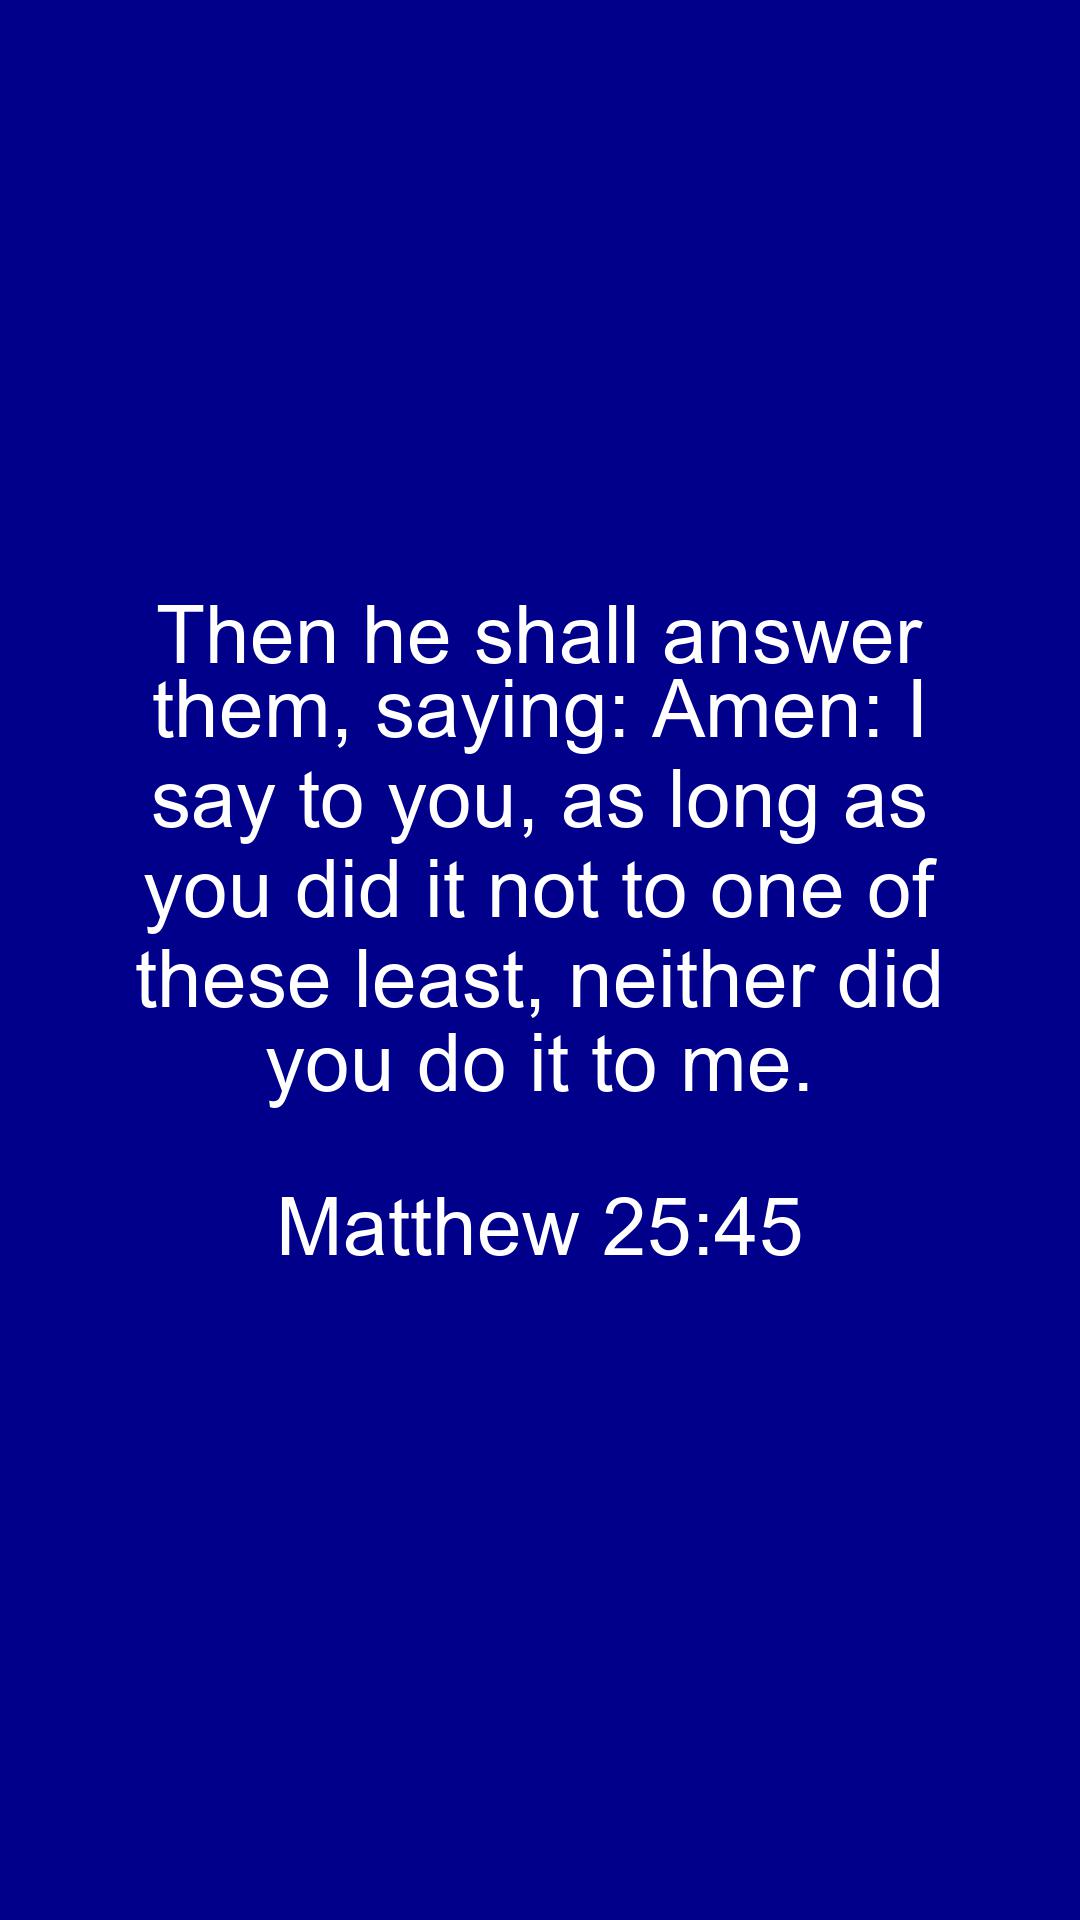 Then he shall answer
them, saying: Amen: I
say to you, as long as
you did it not to one of
these least, neither did
you do it to me.
Matthew 25:45